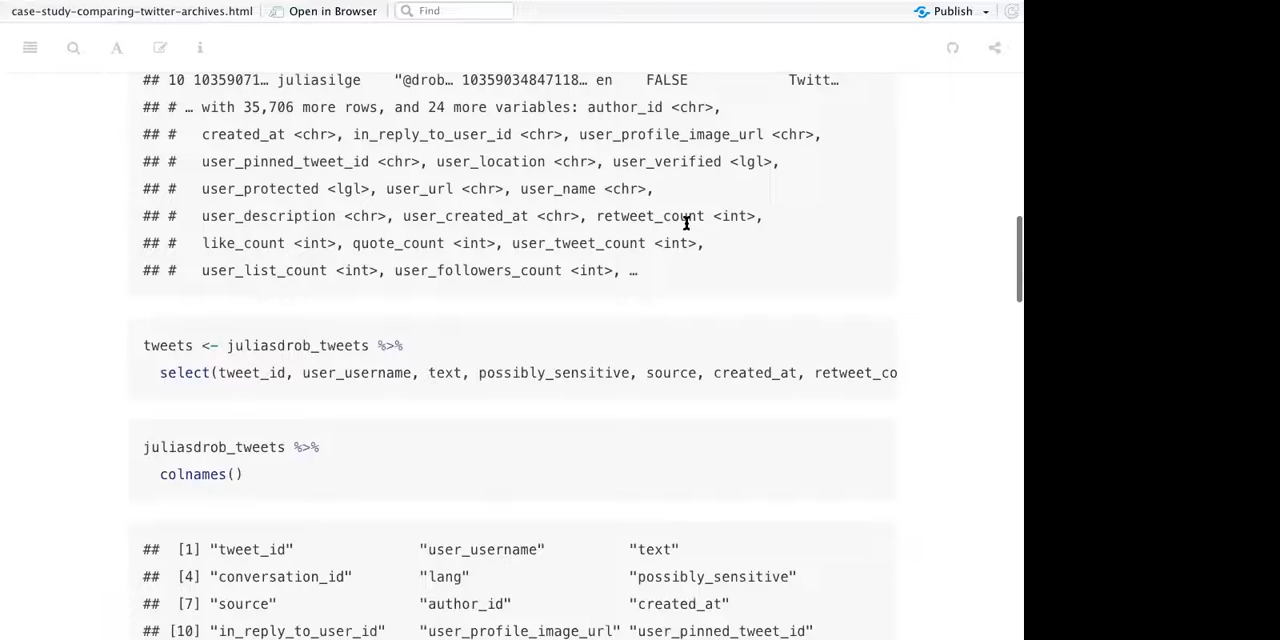 case-study-comparing-twitter-archives.html Open in Browser Find Publish
## 10 10359071… juliasilge "@drob… 10359034847118… en FALSE Twitt…
## # … with 35,706 more rows, and 24 more variables: author_id <chr>,
## # created_at <chr>, in_reply_to_user_id <chr>, user_profile_image_url <chr>,
## # user_pinned_tweet_id <chr>, user_location <chr>, user_verified <lgl>,
## # user_protected <lgl>, user_url <chr>, user_name <chr>,
## # user_description <chr>, user_created_at <chr>, retweet_count <int>,
## # like_count <int>, quote_count <int>, user_tweet_count <int>,
## # user_list_count <int>, user_followers_count <int>, …
tweets <- juliasdrob_tweets %>%
select(tweet_id, user_username, text, possibly_sensitive, source, created_at, retweet_co
juliasdrob_tweets %>%
colnames()
## [1] "tweet_id" "user_username" "text"
## [4] "conversation_id" "lang" "possibly_sensitive"
## [7] "source" "author_id" "created_at"
## [10] "in_reply_to_user_id" "user_profile_image_url" "user_pinned_tweet_id"